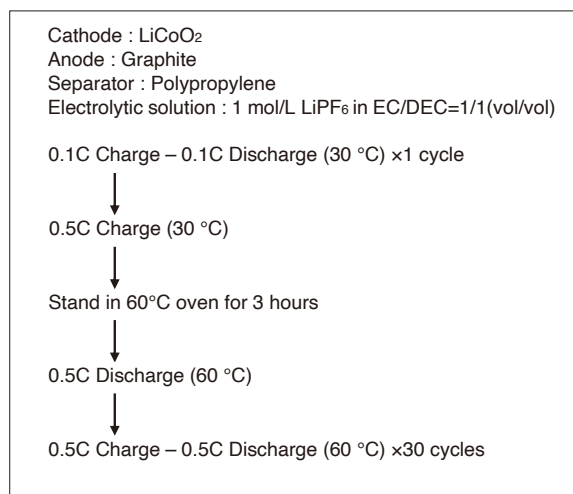 Cathode : LiCoO₂
Anode : Graphite
Separator : Polypropylene
Electrolytic solution : 1 mol/L LiPF₆ in EC/DEC=1/1(vol/vol)
0.1C Charge – 0.1C Discharge (30 °C) ×1 cycle
0.5C Charge (30 °C)
Stand in 60°C oven for 3 hours
0.5C Discharge (60 °C)
0.5C Charge – 0.5C Discharge (60 °C) ×30 cycles